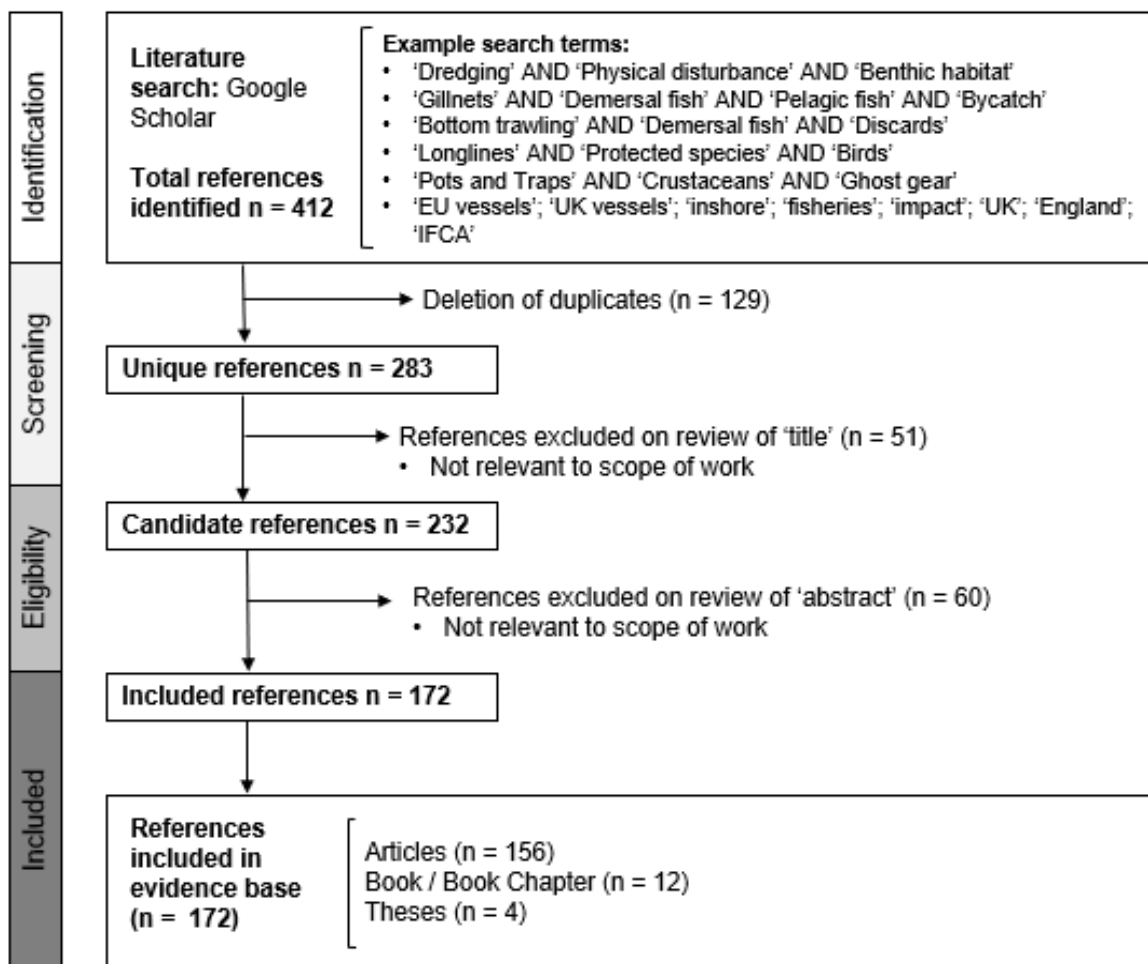 Identification
Literature
search: Google
Scholar
Total references
identified n = 412
Example search terms:
• ‘Dredging’ AND ‘Physical disturbance’ AND ‘Benthic habitat’
• ‘Gillnets’ AND ‘Demersal fish’ AND ‘Pelagic fish’ AND ‘Bycatch’
• ‘Bottom trawling’ AND ‘Demersal fish’ AND ‘Discards’
• ‘Longlines’ AND ‘Protected species’ AND ‘Birds’
• ‘Pots and Traps’ AND ‘Crustaceans’ AND ‘Ghost gear’
• ‘EU vessels’; ‘UK vessels’; ‘inshore’; ‘fisheries’; ‘impact’; ‘UK’; ‘England’;
‘IFCA’
Screening
Deletion of duplicates (n = 129)
Unique references n = 283
References excluded on review of ‘title’ (n = 51)
• Not relevant to scope of work
Eligibility
Candidate references n = 232
References excluded on review of ‘abstract’ (n = 60)
• Not relevant to scope of work
Included
Included references n = 172
References
included in
evidence base
(n = 172)
Articles (n = 156)
Book / Book Chapter (n = 12)
Theses (n = 4)